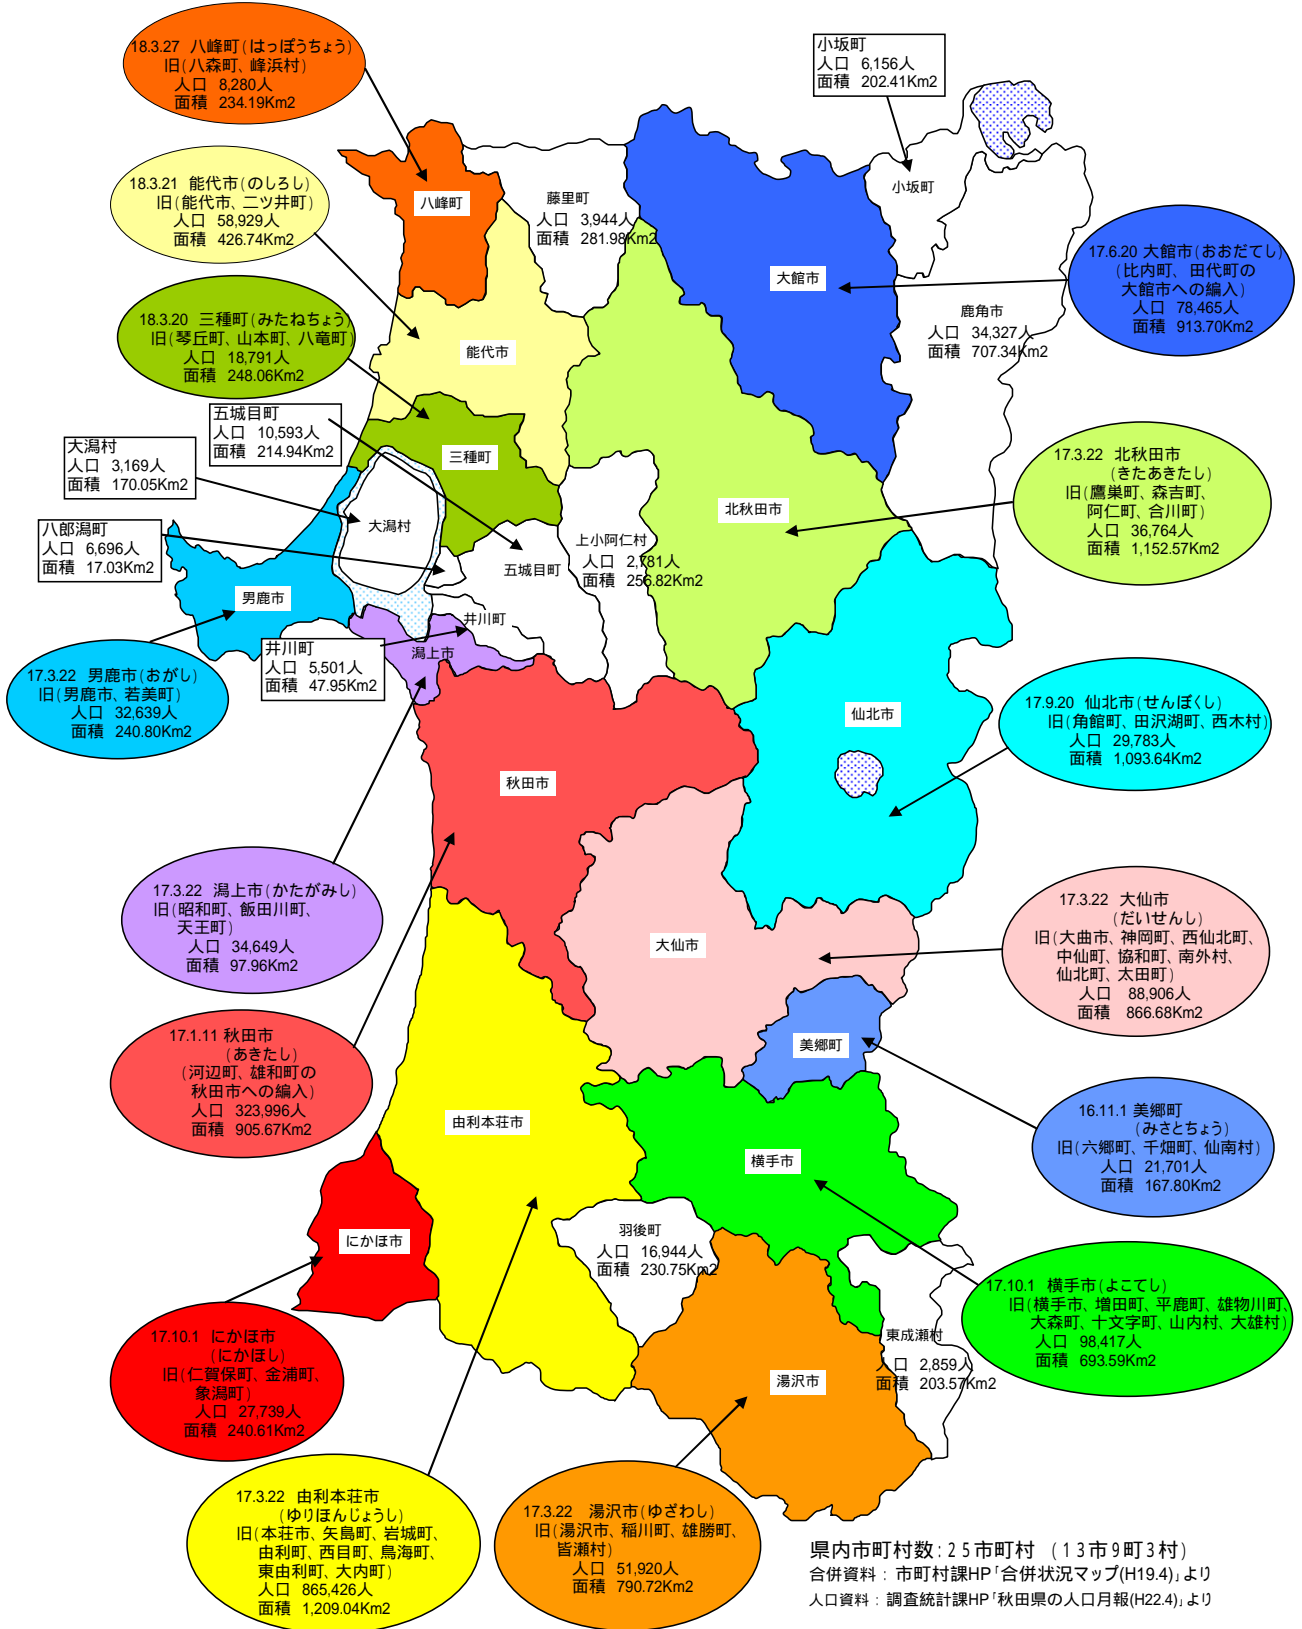 18.3.27 八峰町(はっぽうちょう)
旧(八森町、峰浜村)
人口 8,280人
面積 234.19Km2
小坂町
人口 6,156人
面積 202.41Km2
18.3.21 能代市(のしろし)
旧(能代市、二ツ井町)
人口 58,929人
面積 426.74Km2
八峰町
藤里町
人口 3,944人
面積 281.98Km2
小坂町
大館市
17.6.20 大館市(おおだてし)
(比内町、田代町の
大館市への編入)
人口 78,465人
面積 913.70Km2
鹿角市
人口 34,327人
面積 707.34Km2
18.3.20 三種町(みたねちょう)
旧(琴丘町、山本町、八竜町)
人口 18,791人
面積 248.06Km2
能代市
五城目町
人口 10,593人
面積 214.94Km2
大潟村
人口 3,169人
面積 170.05Km2
三種町
17.3.22 北秋田市
(きたあきたし)
旧(鷹巣町、森吉町、
阿仁町、合川町)
人口 36,764人
面積 1,152.57Km2
北秋田市
大潟村
八郎潟町
人口 6,696人
面積 17.03Km2
上小阿仁村
人口 2,781人
面積 256.82Km2
五城目町
男鹿市
井川町
潟上市
井川町
人口 5,501人
面積 47.95Km2
17.3.22 男鹿市(おがし)
旧(男鹿市、若美町)
人口 32,639人
面積 240.80Km2
仙北市
17.9.20 仙北市(せんぼくし)
旧(角館町、田沢湖町、西木村)
人口 29,783人
面積 1,093.64Km2
秋田市
17.3.22 潟上市(かたがみし)
旧(昭和町、飯田川町、
天王町)
人口 34,649人
面積 97.96Km2
大仙市
17.3.22 大仙市
(だいせんし)
旧(大曲市、神岡町、西仙北町、
中仙町、協和町、南外村、
仙北町、太田町)
人口 88,906人
面積 866.68Km2
17.1.11 秋田市
(あきたし)
(河辺町、雄和町の
秋田市への編入)
人口 323,996人
面積 905.67Km2
美郷町
16.11.1 美郷町
(みさとちょう)
旧(六郷町、千畑町、仙南村)
人口 21,701人
面積 167.80Km2
由利本荘市
横手市
にかほ市
羽後町
人口 16,944人
面積 230.75Km2
17.10.1 横手市(よこてし)
旧(横手市、増田町、平鹿町、雄物川町、
大森町、十文字町、山内村、大雄村)
人口 98,417人
面積 693.59Km2
17.10.1 にかほ市
(にかほし)
旧(仁賀保町、金浦町、
象潟町)
人口 27,739人
面積 240.61Km2
東成瀬村
人口 2,859人
面積 203.57Km2
湯沢市
17.3.22 由利本荘市
(ゆりほんじょうし)
旧(本荘市、矢島町、岩城町、
由利町、西目町、鳥海町、
東由利町、大内町)
人口 865,426人
面積 1,209.04Km2
17.3.22 湯沢市(ゆざわし)
旧(湯沢市、稲川町、雄勝町、
皆瀬村)
人口 51,920人
面積 790.72Km2
県内市町村数:25市町村 (13市9町3村)
合併資料:市町村課HP「合併状況マップ(H19.4)」より
人口資料:調査統計課HP「秋田県の人口月報(H22.4)」より